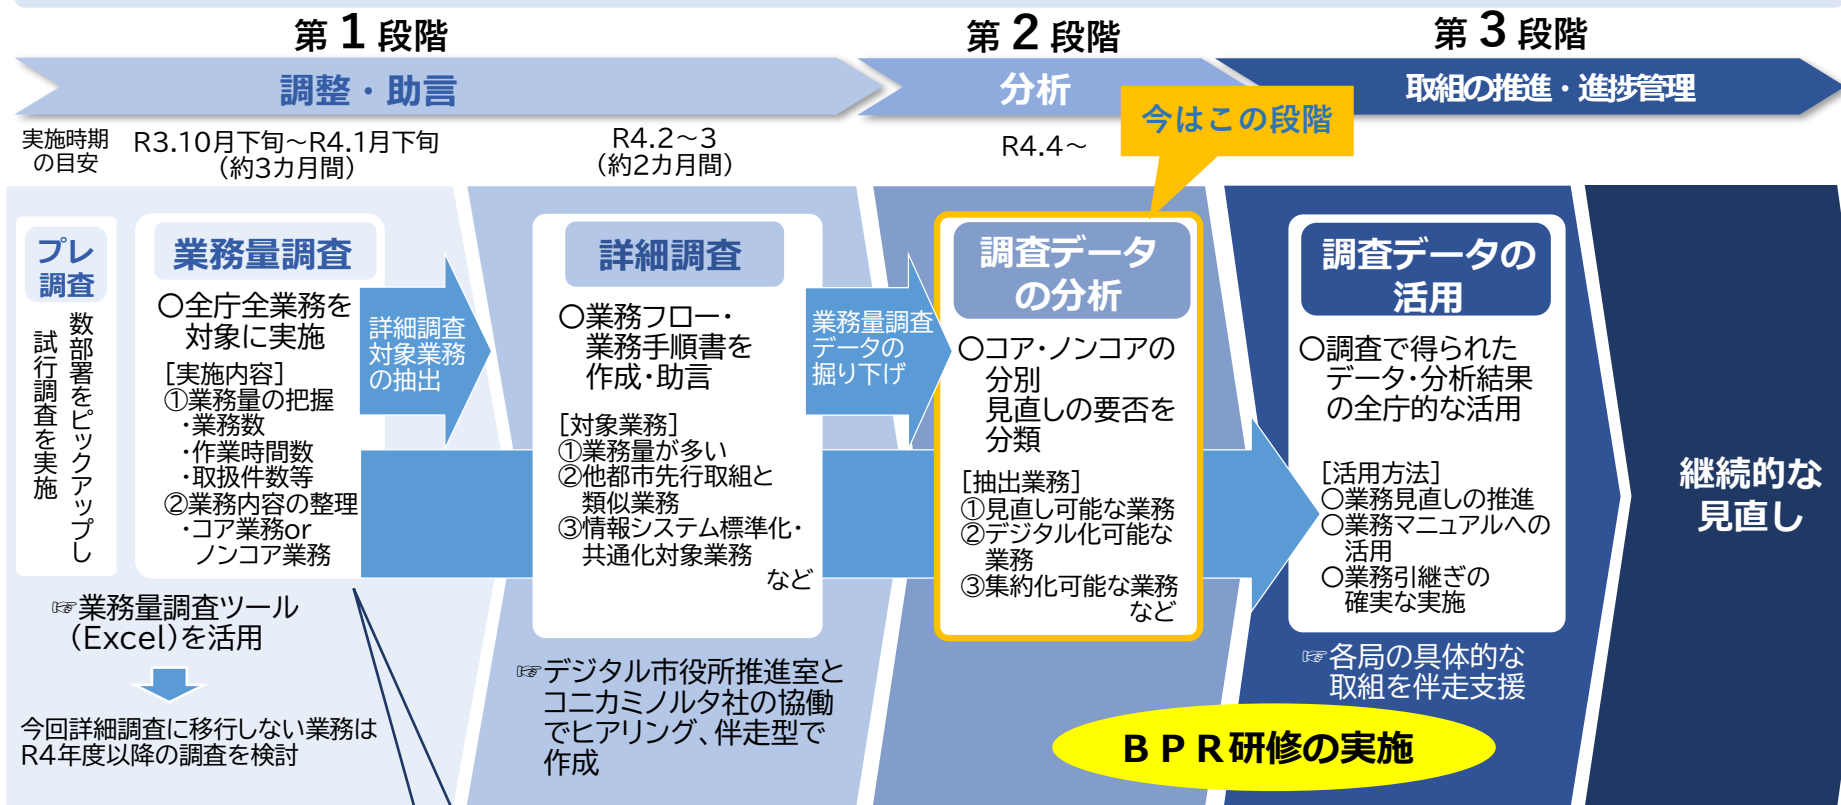 第１段階
第２段階
第３段階
調整・助言
分析
取組の推進・進捗管理
今はこの段階
実施時期
の目安
R3.10月下旬～R4.1月下旬
（約3カ月間）
R4.2～3
（約2カ月間）
R4.4～
プレ
調査
数部署をピックアップし
試行調査を実施
業務量調査
〇全庁全業務を
対象に実施
［実施内容］
①業務量の把握
・業務数
・作業時間数
・取扱件数等
②業務内容の整理
・コア業務or
ノンコア業務
☞業務量調査ツール
（Excel）を活用
今回詳細調査に移行しない業務は
R4年度以降の調査を検討
詳細調査
対象業務
の抽出
詳細調査
〇業務フロー・
業務手順書を
作成・助言
［対象業務］
①業務量が多い
②他都市先行取組と
類似業務
③情報システム標準化・
共通化対象業務
など
☞デジタル市役所推進室と
コニカミノルタ社の協働
でヒアリング、伴走型で
作成
業務量調査
データの
掘り下げ
調査データ
の分析
〇コア・ノンコアの
分別
見直しの要否を
分類
［抽出業務］
①見直し可能な業務
②デジタル化可能な
業務
③集約化可能な業務
など
調査データの
活用
〇調査で得られた
データ・分析結果
の全庁的な活用
［活用方法］
〇業務見直しの推進
〇業務マニュアルへの
活用
〇業務引継ぎの
確実な実施
☞各局の具体的な
取組を伴走支援
ＢＰＲ研修の実施
継続的な
見直し